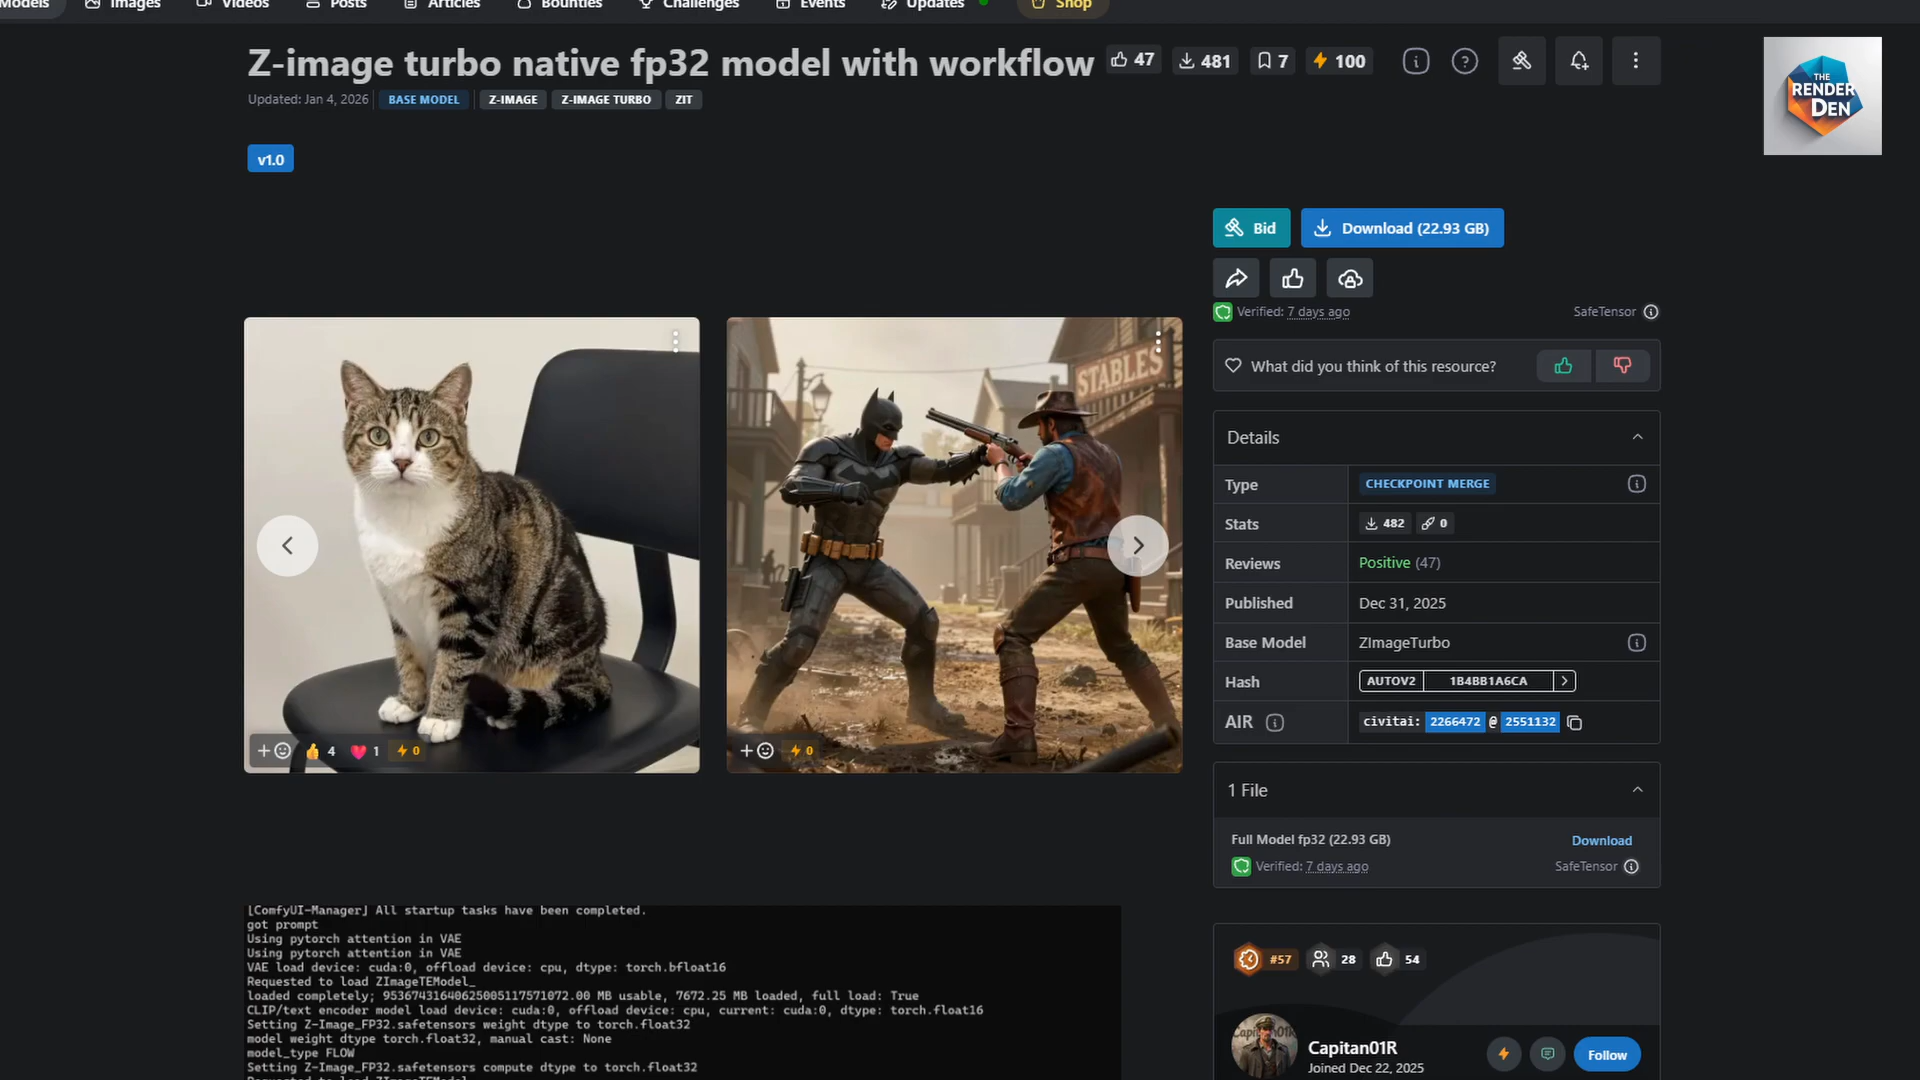 Models Images Videos Posts Articles Bounties Challenges Events Updates Shop
Z-image turbo native fp32 model with workflow 47 481 7 100
Updated: Jan 4, 2026 BASE MODEL Z-IMAGE Z-IMAGE TURBO ZIT
THE
RENDER
DEN
v1.0
Bid Download (22.93 GB)
Verified: 7 days ago SafeTensor
What did you think of this resource?
STABLES
Details
Type CHECKPOINT MERGE
Stats 482 0
Reviews Positive (47)
Published Dec 31, 2025
Base Model ZImageTurbo
Hash AUTOV2 1B4BB1A6CA
AIR civitai: 2266472 @ 2551132
4 1 0
0
1 File
Full Model fp32 (22.93 GB) Download
Verified: 7 days ago SafeTensor
[ComfyUI-Manager] All startup tasks have been completed.
got prompt
Using pytorch attention in VAE
Using pytorch attention in VAE
VAE load device: cuda:0, offload device: cpu, dtype: torch.bfloat16
Requested to load ZImageTEModel_
loaded completely; 95367431640625005117571072.00 MB usable, 7672.25 MB loaded, full load: True
CLIP/text encoder model load device: cuda:0, offload device: cpu, current: cuda:0, dtype: torch.float16
Setting Z-Image_FP32.safetensors weight dtype to torch.float32
model weight dtype torch.float32, manual cast: None
model_type FLOW
Setting Z-Image_FP32.safetensors compute dtype to torch.float32
#57 28 54
Capitan01R
Joined Dec 22, 2025
Follow